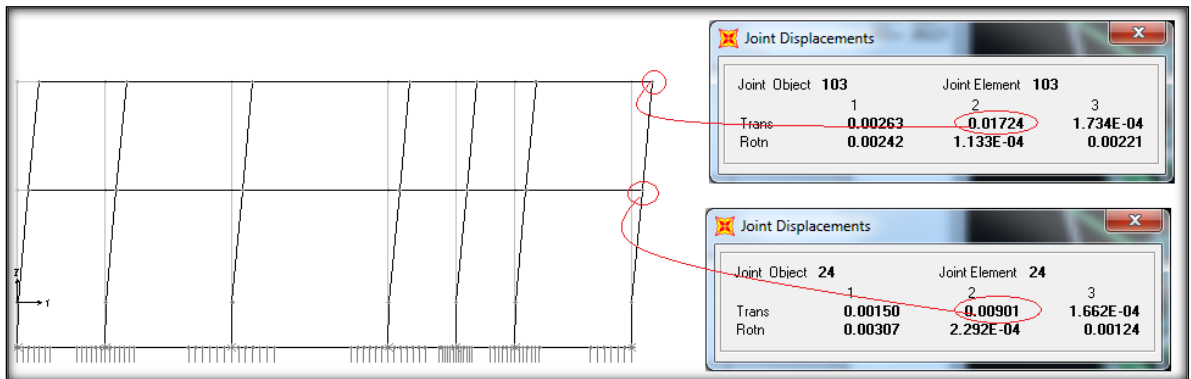 Joint Displacements
Joint Object 103 Joint Element 103
1 2 3
Trans 0.00263 0.01724 1.734E-04
Rotn 0.00242 1.133E-04 0.00221
Joint Displacements
Joint Object 24 Joint Element 24
1 2 3
Trans 0.00150 0.00901 1.662E-04
Rotn 0.00307 2.292E-04 0.00124
Z
Y